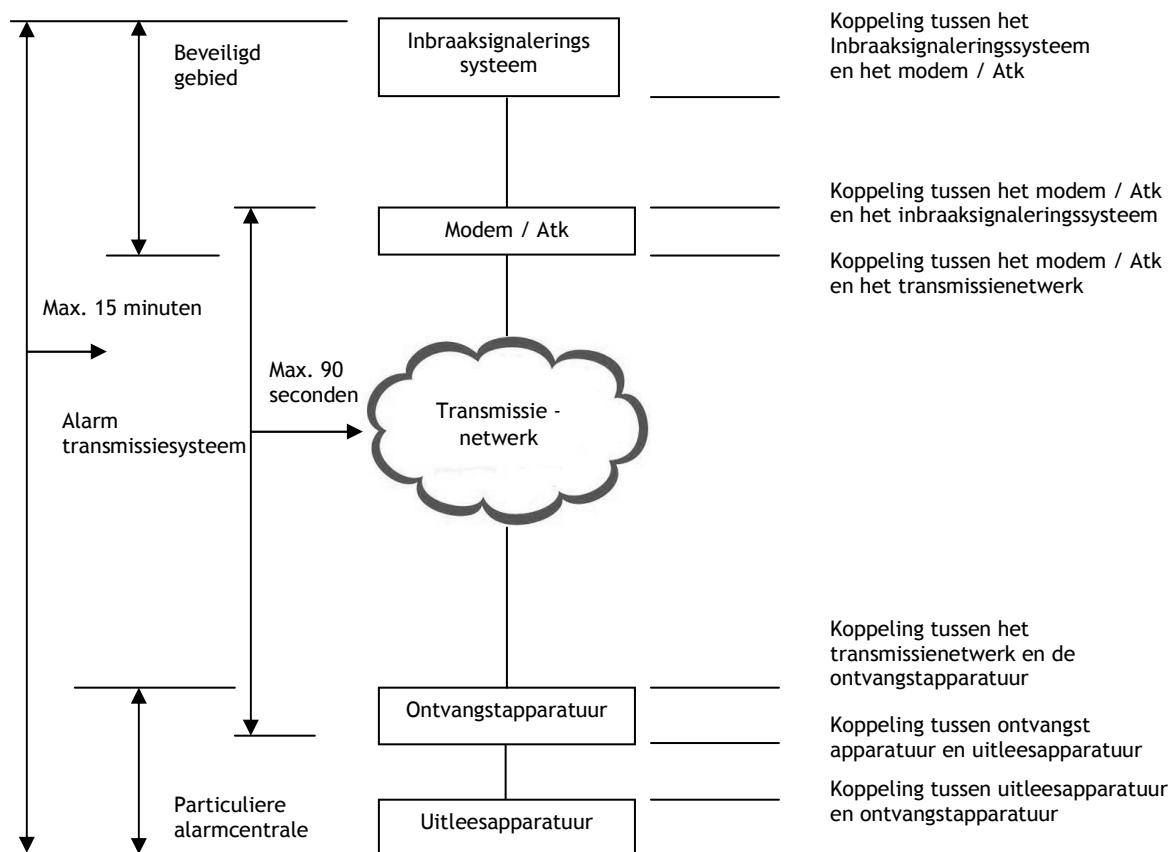 Koppeling tussen het
Inbraaksignaleringssysteem
en het modem / Atk
Inbraaksignalerings
systeem
Beveiligd
gebied
Koppeling tussen het modem / Atk
en het inbraaksignaleringssysteem
Modem / Atk
Koppeling tussen het modem / Atk
en het transmissienetwerk
Max. 15 minuten
Max. 90
seconden
Alarm
transmissiesysteem
Transmissie -
netwerk
Koppeling tussen het
transmissienetwerk en de
ontvangstapparatuur
Ontvangstapparatuur
Koppeling tussen ontvangst
apparatuur en uitleesapparatuur
Particuliere
alarmcentrale
Uitleesapparatuur
Koppeling tussen uitleesapparatuur
en ontvangstapparatuur